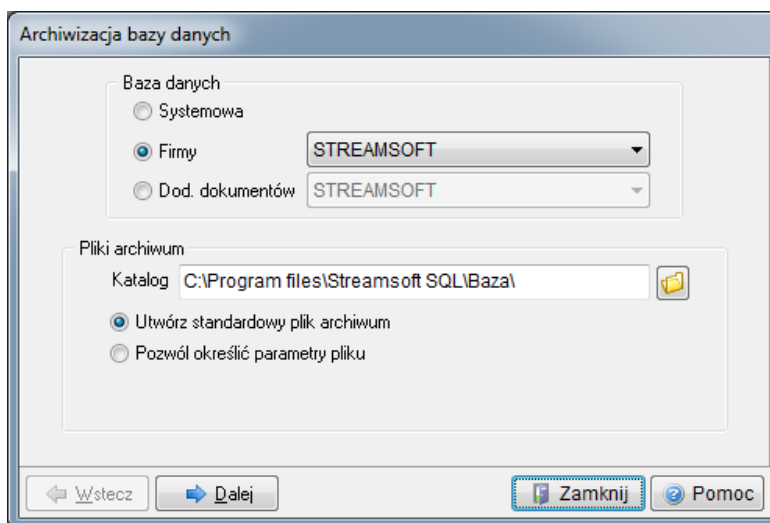 Archiwizacja bazy danych
Baza danych
Systemowa
Firmy STREAMSOFT
Dod. dokumentów STREAMSOFT
Pliki archiwum
Katalog C:\Program files\Streamsoft SQL\Baza\
Utwórz standardowy plik archiwum
Pozwól określić parametry pliku
Wstecz Dalej Zamknij Pomoc